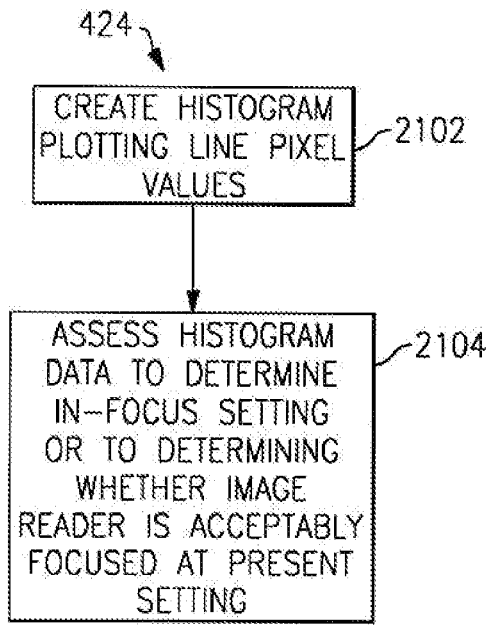 424
CREATE HISTOGRAM
PLOTTING LINE PIXEL
VALUES
2102
ASSESS HISTOGRAM
DATA TO DETERMINE
IN-FOCUS SETTING
OR TO DETERMINING
WHETHER IMAGE
READER IS ACCEPTABLY
FOCUSED AT PRESENT
SETTING
2104